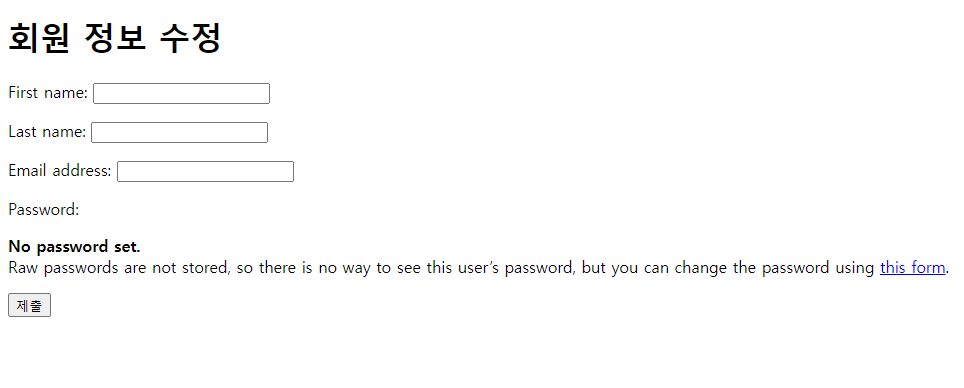 회원 정보 수정
First name:
Last name:
Email address:
Password:
No password set.
Raw passwords are not stored, so there is no way to see this user’s password, but you can change the password using this form.
제출